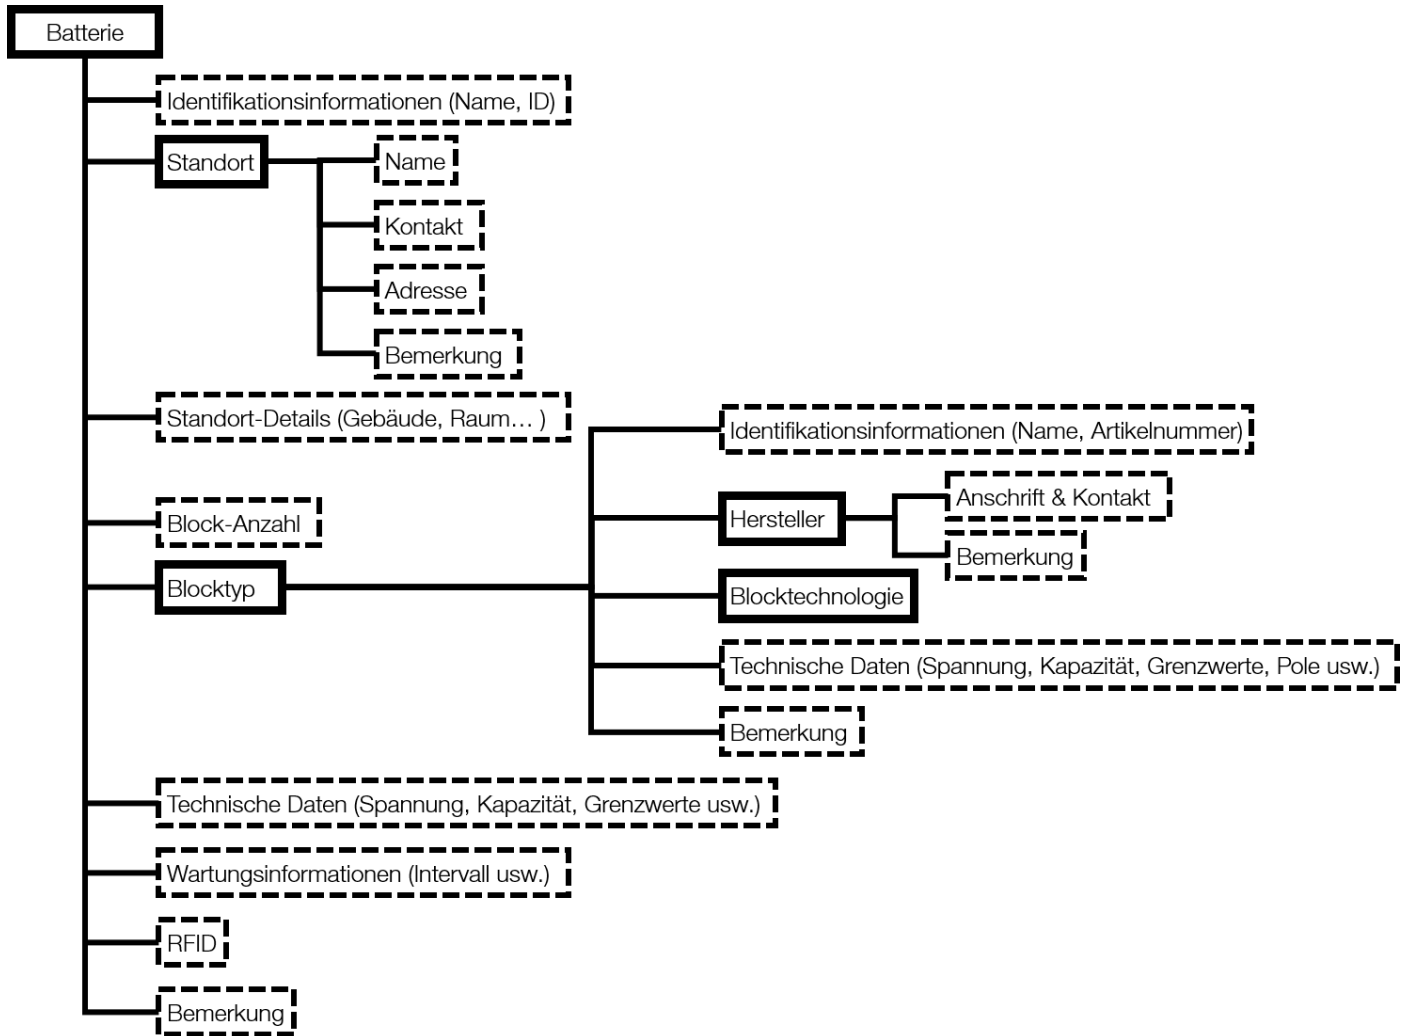 Batterie
Identifikationsinformationen (Name, ID)
Standort
Name
Kontakt
Adresse
Bemerkung
Standort-Details (Gebäude, Raum... )
Block-Anzahl
Blocktyp
Identifikationsinformationen (Name, Artikelnummer)
Hersteller
Anschrift & Kontakt
Bemerkung
Blocktechnologie
Technische Daten (Spannung, Kapazität, Grenzwerte, Pole usw.)
Bemerkung
Technische Daten (Spannung, Kapazität, Grenzwerte usw.)
Wartungsinformationen (Intervall usw.)
RFID
Bemerkung